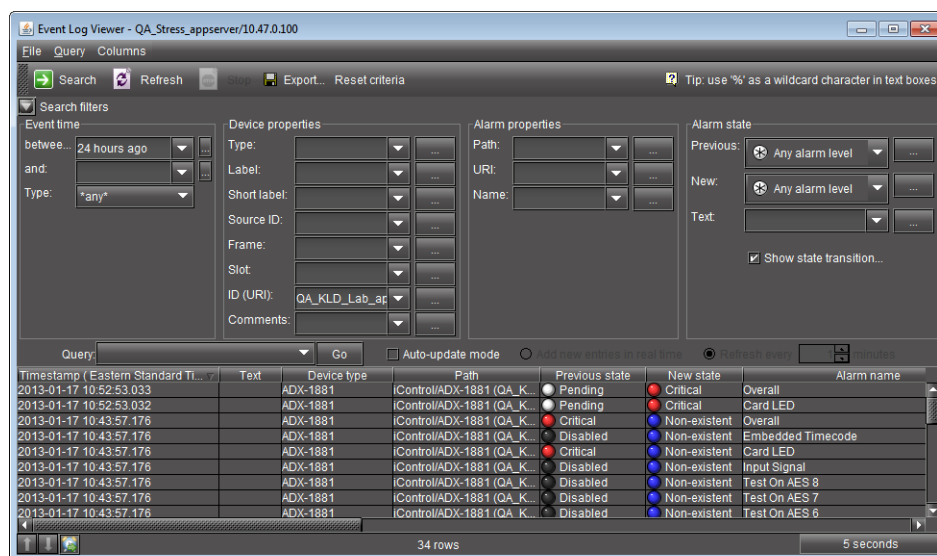 Event Log Viewer - QA_Stress_appserver/10.47.0.100
File Query Columns
Search Refresh Stop Export... Reset criteria Tip: use '%' as a wildcard character in text boxes
Search filters
Event time
betwee... 24 hours ago ...
and: ...
Type: *any*
Device properties
Type: ...
Label: ...
Short label: ...
Source ID: ...
Frame: ...
Slot: ...
ID (URI): QA_KLD_Lab_ap ...
Comments: ...
Alarm properties
Path: ...
URI: ...
Name: ...
Alarm state
Previous: Any alarm level ...
New: Any alarm level ...
Text: ...
Show state transition...
Query: Go Auto-update mode Add new entries in real time Refresh every minutes
Timestamp ( Eastern Standard Ti... Text Device type Path Previous state New state Alarm name
2013-01-17 10:52:53.033 ADX-1881 iControl/ADX-1881 (QA_K... Pending Critical Overall
2013-01-17 10:52:53.032 ADX-1881 iControl/ADX-1881 (QA_K... Pending Critical Card LED
2013-01-17 10:43:57.176 ADX-1881 iControl/ADX-1881 (QA_K... Critical Non-existent Overall
2013-01-17 10:43:57.176 ADX-1881 iControl/ADX-1881 (QA_K... Disabled Non-existent Embedded Timecode
2013-01-17 10:43:57.176 ADX-1881 iControl/ADX-1881 (QA_K... Critical Non-existent Card LED
2013-01-17 10:43:57.176 ADX-1881 iControl/ADX-1881 (QA_K... Disabled Non-existent Input Signal
2013-01-17 10:43:57.176 ADX-1881 iControl/ADX-1881 (QA_K... Disabled Non-existent Test On AES 8
2013-01-17 10:43:57.176 ADX-1881 iControl/ADX-1881 (QA_K... Disabled Non-existent Test On AES 7
2013-01-17 10:43:57.176 ADX-1881 iControl/ADX-1881 (QA_K... Disabled Non-existent Test On AES 6
34 rows 5 seconds